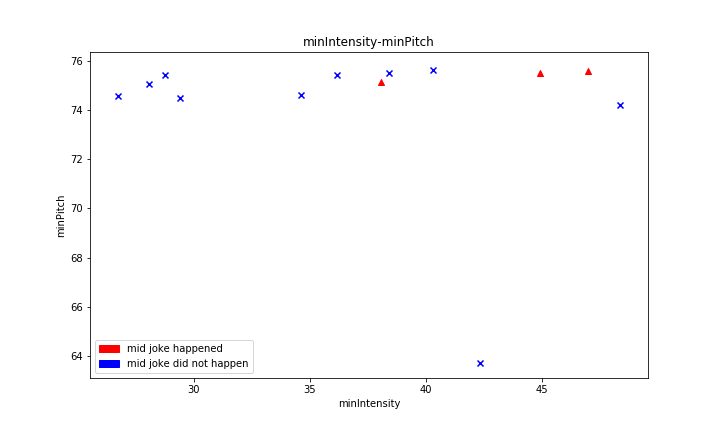 minIntensity-minPitch
76
74
72
70
68
66
64
minPitch
mid joke happened
mid joke did not happen
30 35 40 45
minIntensity